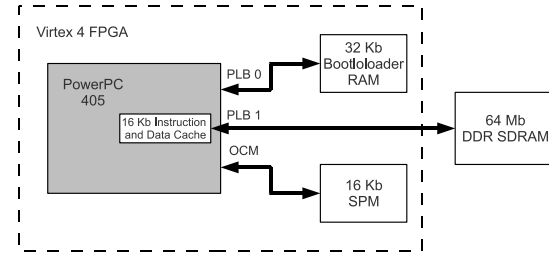 Virtex 4 FPGA
PowerPC
405
16 Kb Instruction
and Data Cache
PLB 0
PLB 1
OCM
32 Kb
Bootloloader
RAM
64 Mb
DDR SDRAM
16 Kb
SPM